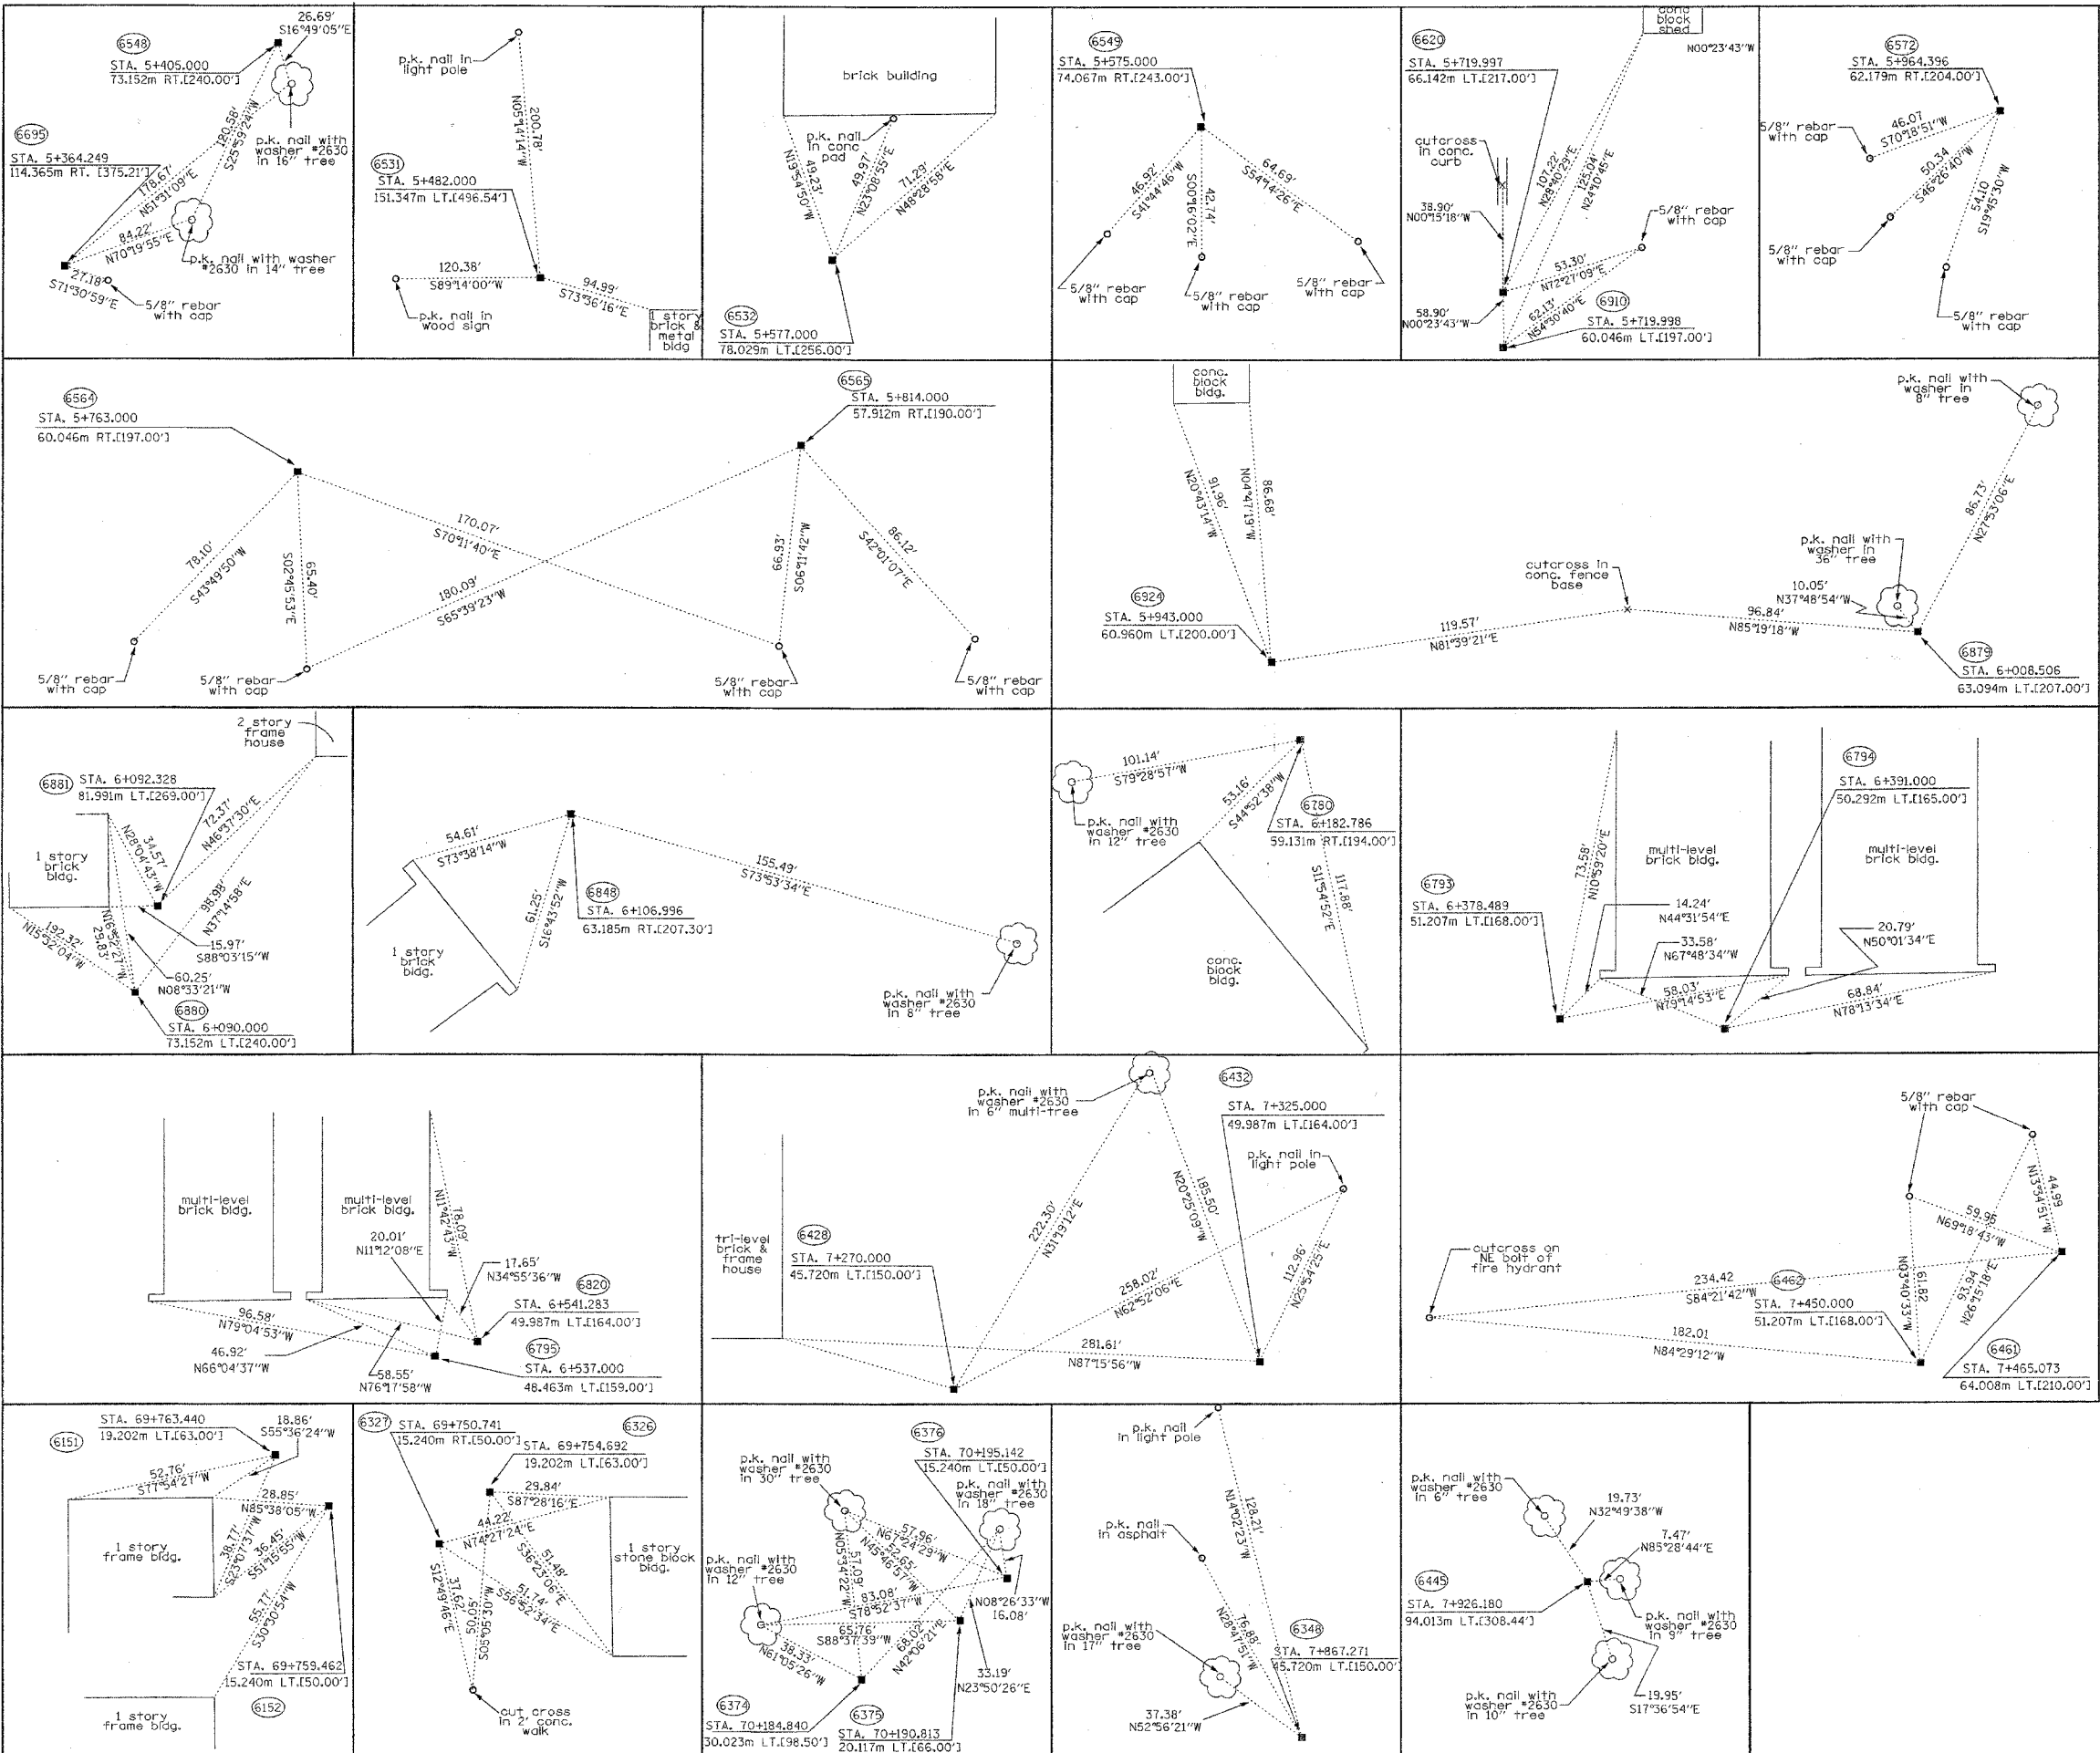 26.69'
S16°49'05"E
6548
STA. 5+405.000
73.152m RT.[240.00']
6695
STA. 5+364.249
114.365m RT. [375.21']
120.58'
S25°59'24"W
p.k. nail with
washer #2630
in 16" tree
178.67'
N51°31'09"E
84.22'
N70°19'55"E
p.k. nail with washer
#2630 in 14" tree
27.18'
S71°30'59"E
5/8" rebar
with cap
p.k. nail in
light pole
200.78'
N05°14'14"W
6531
STA. 5+482.000
151.347m LT.[496.54']
120.38'
S89°14'00"W
94.99'
S73°36'16"E
p.k. nail in
wood sign
1 story
brick &
metal
bldg
brick building
p.k. nail
in conc
pad
N19°54'50"W
49.23'
49.97'
N23°08'55"E
71.29'
N48°28'58"E
6532
STA. 5+577.000
78.029m LT.[256.00']
6549
STA. 5+575.000
74.067m RT.[243.00']
46.92'
S41°44'46"W
42.74'
S00°16'02"E
64.69'
S54°14'26"E
5/8" rebar
with cap
5/8" rebar
with cap
5/8" rebar
with cap
conc
block
shed
N00°23'43"W
6620
STA. 5+719.997
66.142m LT.[217.00']
cutcross
in conc.
curb
107.22'
N28°40'29"E
125.04'
N24°10'45"E
38.90'
N00°15'18"W
5/8" rebar
with cap
53.30'
N72°27'09"E
62.13'
N54°30'40"E
58.90'
N00°23'43"W
6910
STA. 5+719.998
60.046m LT.[197.00']
6572
STA. 5+964.396
62.179m RT.[204.00']
5/8" rebar
with cap
46.07
S70°18'51"W
50.34
S46°26'40"W
54.10
S19°45'30"W
5/8" rebar
with cap
5/8" rebar
with cap
6564
STA. 5+763.000
60.046m RT.[197.00']
6565
STA. 5+814.000
57.912m RT.[190.00']
78.10'
S43°49'50"W
65.40'
S02°45'53"E
170.07'
S70°11'40"E
180.09'
S65°39'23"W
66.93'
S06°11'42"W
86.12'
S42°01'07"E
5/8" rebar
with cap
5/8" rebar
with cap
5/8" rebar
with cap
5/8" rebar
with cap
conc.
block
bldg.
91.96'
N20°43'14"W
86.68'
N04°47'19"W
p.k. nail with
washer in
8" tree
86.73'
N27°53'06"E
p.k. nail with
washer in
36" tree
cutcross in
conc. fence
base
10.05'
N37°48'54"W
6924
STA. 5+943.000
60.960m LT.[200.00']
119.57'
N81°39'21"E
96.84'
N85°19'18"W
6879
STA. 6+008.506
63.094m LT.[207.00']
2 story
frame
house
6881
STA. 6+092.328
81.991m LT.[269.00']
34.57'
N28°04'43"W
72.37'
N46°37'30"E
1 story
brick
bldg.
98.98'
N37°14'58"E
192.32'
N15°52'04"W
N16°52'27"W
29.83'
15.97'
S88°03'15"W
60.25'
N08°33'21"W
6880
STA. 6+090.000
73.152m LT.[240.00']
54.61'
S73°38'14"W
61.25'
S16°43'52"W
6848
STA. 6+106.996
63.185m RT.[207.30']
155.49'
S73°53'34"E
1 story
brick
bldg.
p.k. nail with
washer #2630
in 8" tree
101.14'
S79°28'57"W
53.16'
S44°52'38"W
p.k. nail with
washer #2630
in 12" tree
6780
STA. 6+182.786
59.131m RT.[194.00']
117.88'
S11°54'52"E
conc.
block
bldg.
6794
STA. 6+391.000
50.292m LT.[165.00']
73.58'
N10°59'20"E
multi-level
brick bldg.
multi-level
brick bldg.
6793
STA. 6+378.489
51.207m LT.[168.00']
14.24'
N44°31'54"E
33.58'
N67°48'34"W
20.79'
N50°01'34"E
58.03'
N79°14'53"E
68.84'
N78°13'34"E
multi-level
brick bldg.
multi-level
brick bldg.
78.09'
N11°42'43"W
20.01'
N11°12'08"E
17.65'
N34°55'36"W
6820
STA. 6+541.283
49.987m LT.[164.00']
96.58'
N79°04'53"W
46.92'
N66°04'37"W
58.55'
N76°17'58"W
6795
STA. 6+537.000
48.463m LT.[159.00']
p.k. nail with
washer #2630
in 6" multi-tree
6432
STA. 7+325.000
49.987m LT.[164.00']
p.k. nail in
light pole
222.30'
N31°19'12"E
185.50'
N20°25'09"W
tri-level
brick &
frame
house
6428
STA. 7+270.000
45.720m LT.[150.00']
258.02'
N62°52'06"E
112.96'
N25°54'25"E
281.61'
N87°15'56"W
5/8" rebar
with cap
44.99
N13°34'51"W
59.96
N69°18'43"W
cutcross on
NE bolt of
fire hydrant
234.42
S84°21'42"W
61.82
N03°40'33"W
93.94
N26°15'18"E
6462
STA. 7+450.000
51.207m LT.[168.00']
182.01
N84°29'12"W
6461
STA. 7+465.073
64.008m LT.[210.00']
STA. 69+763.440
19.202m LT.[63.00']
18.86'
S55°36'24"W
6151
52.76'
S77°54'27"W
28.85'
N85°38'05"W
38.77'
S23°07'37"W
36.45'
S51°15'55"W
1 story
frame bldg.
55.77'
S30°30'54"W
STA. 69+759.462
15.240m LT.[50.00']
6152
1 story
frame bldg.
6327
STA. 69+750.741
15.240m RT.[50.00']
6326
STA. 69+754.692
19.202m LT.[63.00']
29.84'
S87°28'16"E
44.22'
N74°27'24"E
51.48'
S36°23'06"E
51.74'
S56°52'34"E
37.62'
S12°49'46"E
50.05'
S05°05'30"W
1 story
stone block
bldg.
cut cross
in 2' conc.
walk
6376
STA. 70+195.142
15.240m LT.[50.00']
p.k. nail with
washer #2630
in 30" tree
p.k. nail with
washer #2630
in 18" tree
57.96'
N67°24'29"W
52.65'
N45°46'57"W
57.09'
N05°34'22"W
p.k. nail with
washer #2630
in 12" tree
83.08'
S78°52'37"W
N08°26'33"W
16.08'
65.76'
S88°37'39"W
68.02'
N42°06'21"E
38.33'
N61°05'26"W
33.19'
N23°50'26"E
6374
STA. 70+184.840
30.023m LT.[98.50']
6375
STA. 70+190.813
20.117m LT.[66.00']
p.k. nail
in light pole
128.21'
N14°02'23"W
p.k. nail
in asphalt
76.88'
N28°47'51"W
p.k. nail with
washer #2630
in 17" tree
6348
STA. 7+867.271
45.720m LT.[150.00']
37.38'
N52°56'21"W
p.k. nail with
washer #2630
in 6" tree
19.73'
N32°49'38"W
7.47'
N85°28'44"E
6445
STA. 7+926.180
94.013m LT.[308.44']
p.k. nail with
washer #2630
in 9" tree
p.k. nail with
washer #2630
in 10" tree
19.95'
S17°36'54"E